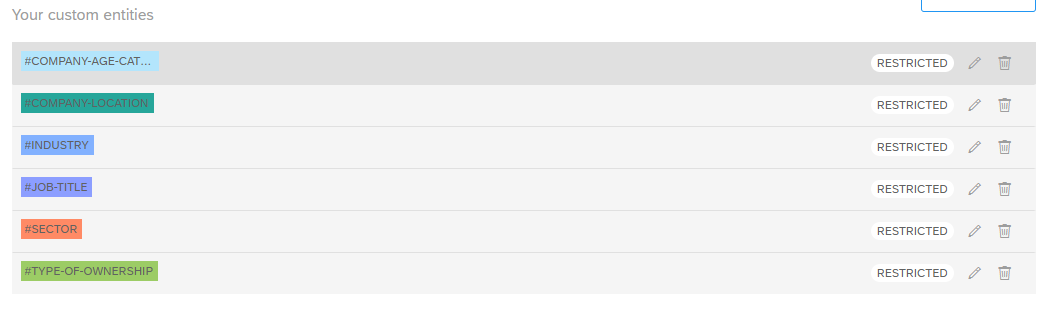 Your custom entities
#COMPANY-AGE-CAT... RESTRICTED
#COMPANY-LOCATION RESTRICTED
#INDUSTRY RESTRICTED
#JOB-TITLE RESTRICTED
#SECTOR RESTRICTED
#TYPE-OF-OWNERSHIP RESTRICTED